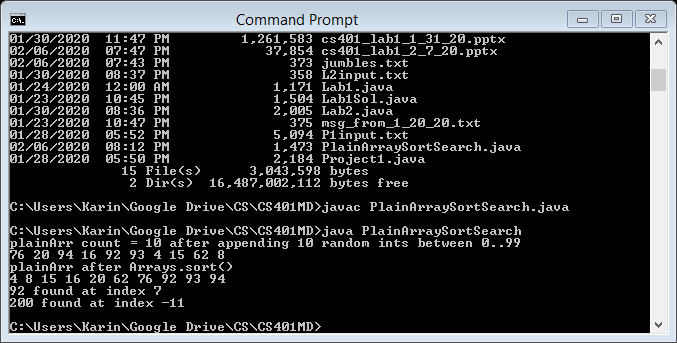 Command Prompt
01/30/2020  11:47 PM         1,261,583 cs401_lab1_1_31_20.pptx
02/06/2020  07:47 PM            37,854 cs401_lab1_2_7_20.pptx
02/06/2020  07:43 PM               373 jumbles.txt
01/30/2020  08:37 PM               358 L2input.txt
01/24/2020  12:00 AM             1,171 Lab1.java
01/23/2020  10:45 PM             1,504 Lab1Sol.java
01/30/2020  08:36 PM             2,005 Lab2.java
01/23/2020  10:47 PM               375 msg_from_1_20_20.txt
01/28/2020  05:52 PM             5,094 P1input.txt
02/06/2020  08:12 PM             1,473 PlainArraySortSearch.java
01/28/2020  05:50 PM             2,184 Project1.java
15 File(s)      3,043,598 bytes
2 Dir(s)  16,487,002,112 bytes free
C:\Users\Karin\Google Drive\CS\CS401MD>javac PlainArraySortSearch.java
C:\Users\Karin\Google Drive\CS\CS401MD>java PlainArraySortSearch
plainArr count = 10 after appending 10 random ints between 0..99
76 20 94 16 92 93 4 15 62 8
plainArr after Arrays.sort()
4 8 15 16 20 62 76 92 93 94
92 found at index 7
200 found at index -11
C:\Users\Karin\Google Drive\CS\CS401MD>